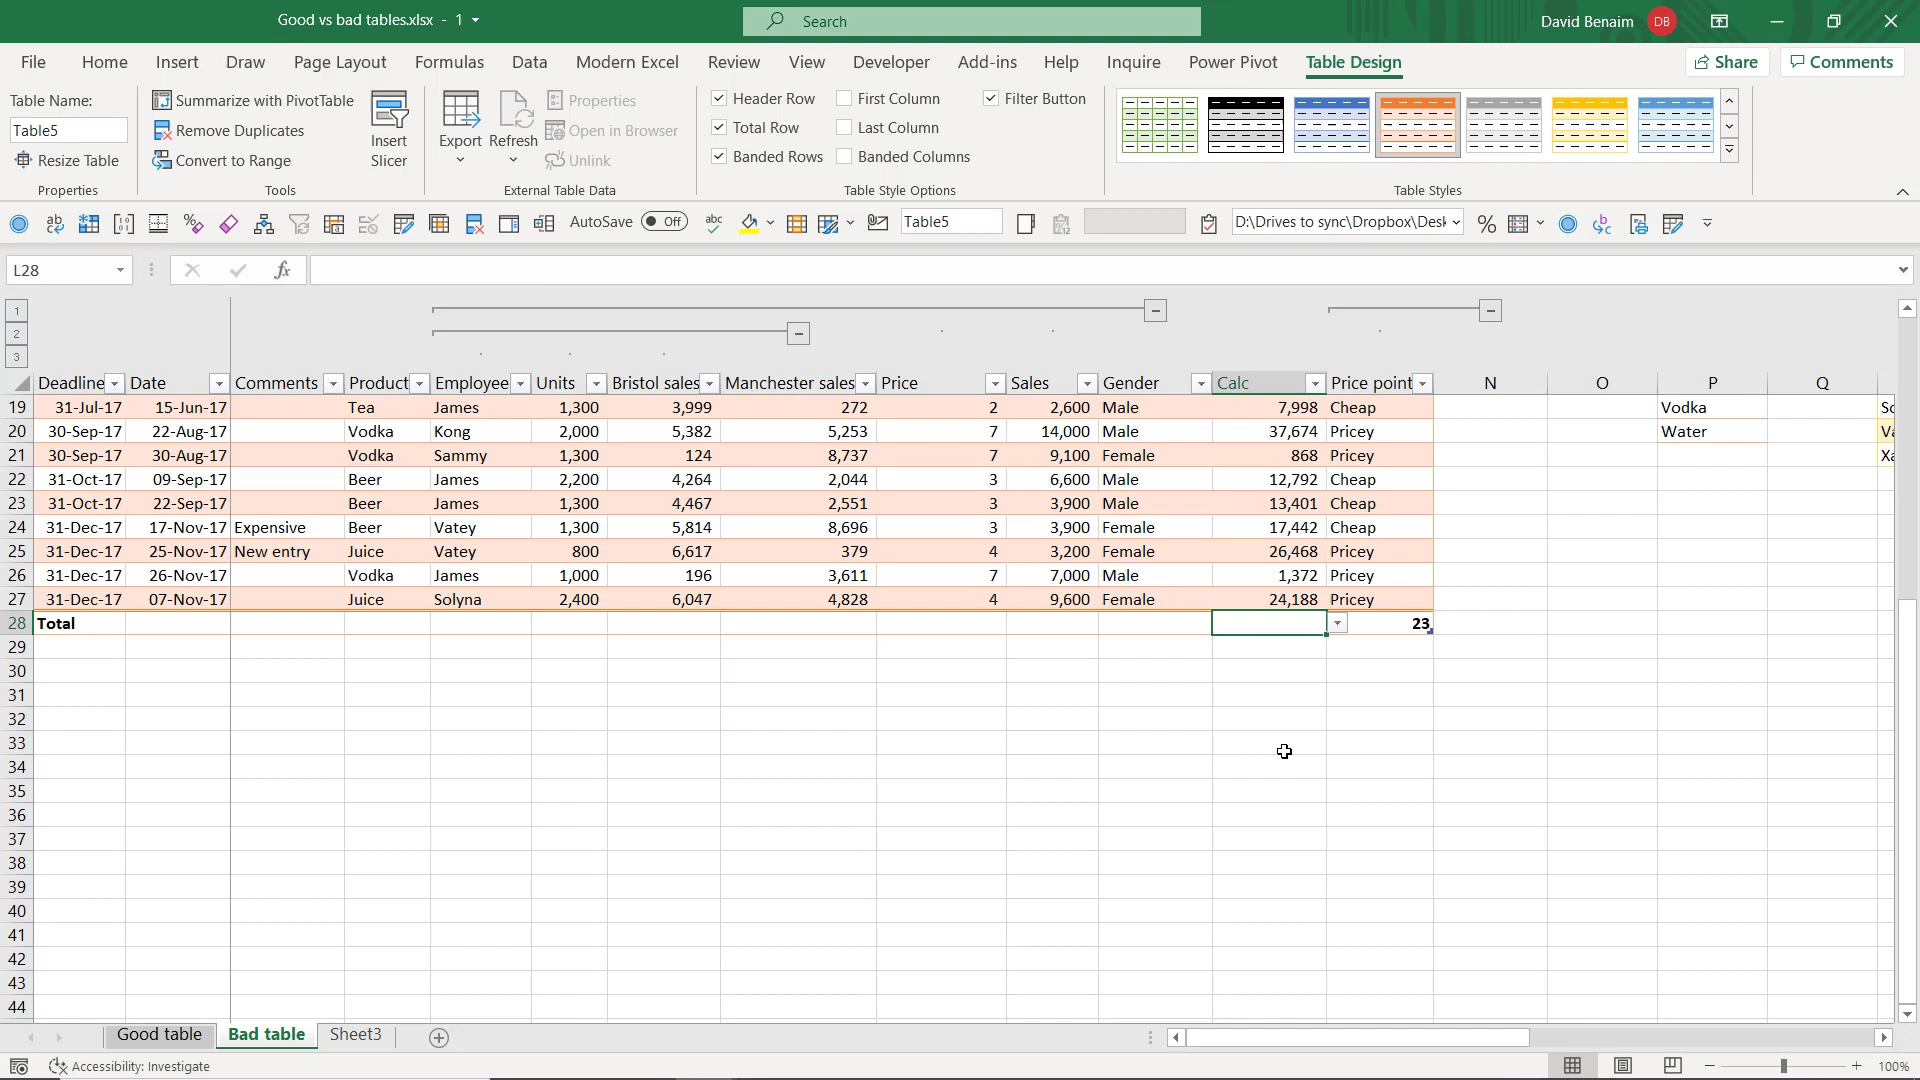 Good vs bad tables.xlsx - 1
Search
David Benaim DB
File Home Insert Draw Page Layout Formulas Data Modern Excel Review View Developer Add-ins Help Inquire Power Pivot Table Design Share Comments
Table Name:
Table5
Resize Table
Properties
Summarize with PivotTable
Remove Duplicates
Convert to Range
Tools
Insert
Slicer
Export
Refresh
Properties
Open in Browser
Unlink
External Table Data
Header Row
Total Row
Banded Rows
First Column
Last Column
Banded Columns
Filter Button
Table Style Options
Table Styles
AutoSave Off
Table5
D:\Drives to sync\Dropbox\Desk
L28
fx
1
2
3
Deadline Date Comments Product Employee Units Bristol sales Manchester sales Price Sales Gender Calc Price point N O P Q
19 31-Jul-17 15-Jun-17 Tea James 1,300 3,999 272 2 2,600 Male 7,998 Cheap Vodka
20 30-Sep-17 22-Aug-17 Vodka Kong 2,000 5,382 5,253 7 14,000 Male 37,674 Pricey Water
21 30-Sep-17 30-Aug-17 Vodka Sammy 1,300 124 8,737 7 9,100 Female 868 Pricey
22 31-Oct-17 09-Sep-17 Beer James 2,200 4,264 2,044 3 6,600 Male 12,792 Cheap
23 31-Oct-17 22-Sep-17 Beer James 1,300 4,467 2,551 3 3,900 Male 13,401 Cheap
24 31-Dec-17 17-Nov-17 Expensive Beer Vatey 1,300 5,814 8,696 3 3,900 Female 17,442 Cheap
25 31-Dec-17 25-Nov-17 New entry Juice Vatey 800 6,617 379 4 3,200 Female 26,468 Pricey
26 31-Dec-17 26-Nov-17 Vodka James 1,000 196 3,611 7 7,000 Male 1,372 Pricey
27 31-Dec-17 07-Nov-17 Juice Solyna 2,400 6,047 4,828 4 9,600 Female 24,188 Pricey
28 Total 23
29
30
31
32
33
34
35
36
37
38
39
40
41
42
43
44
Good table Bad table Sheet3
Accessibility: Investigate
100%